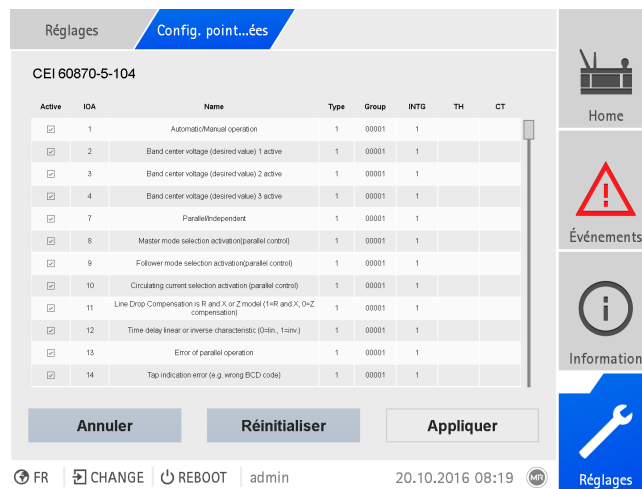 Réglages
Config. point...ées
CEI 60870-5-104
Active IOA Name Type Group INTG TH CT
1 Automatic/Manual operation 1 00001 1
2 Band center voltage (desired value) 1 active 1 00001 1
3 Band center voltage (desired value) 2 active 1 00001 1
4 Band center voltage (desired value) 3 active 1 00001 1
7 Parallel/Independent 1 00001 1
8 Master mode selection activation(parallel control) 1 00001 1
9 Follower mode selection activation(parallel control) 1 00001 1
10 Circulating current selection activation (parallel control) 1 00001 1
11 Line Drop Compensation is R and X or Z model (1=R and X, 0=Z compensation) 1 00001 1
12 Time delay linear or inverse characteristic (0=lin., 1=inv.) 1 00001 1
13 Error of parallel operation 1 00001 1
14 Tap indication error (e.g. wrong BCD code) 1 00001 1
Annuler
Réinitialiser
Appliquer
FR CHANGE REBOOT admin 20.10.2016 08:19 MR
Home
Événements
Information
Réglages